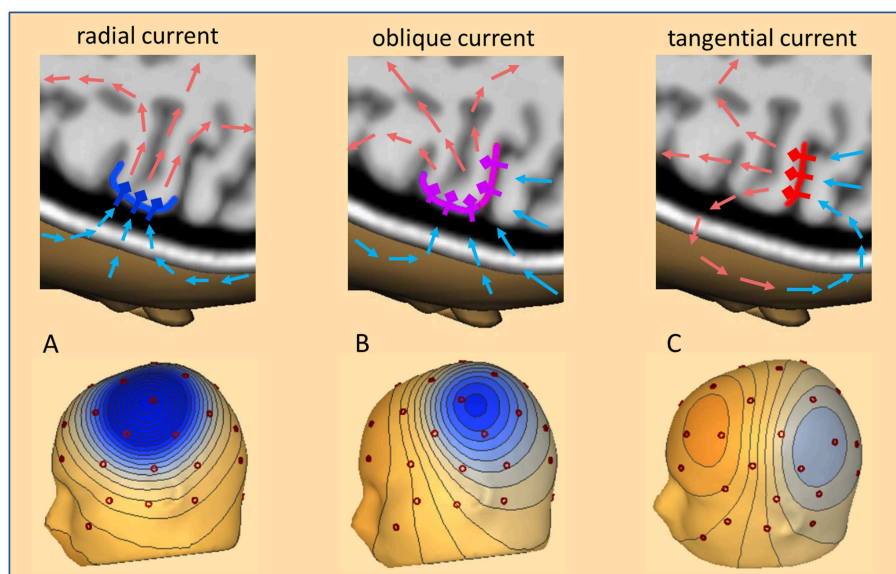 radial current
oblique current
tangential current
A
B
C